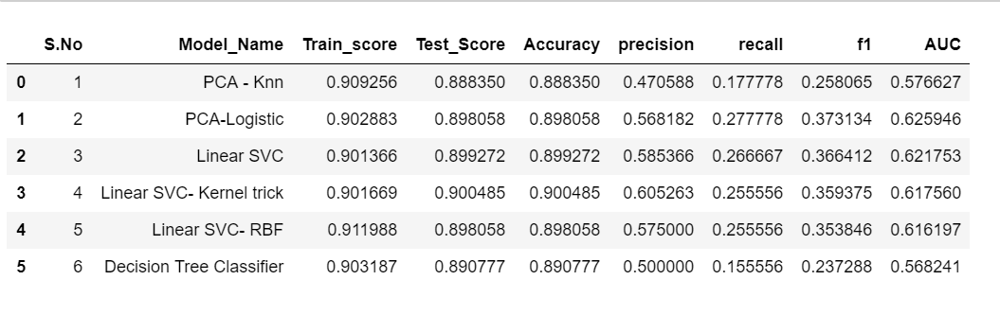 S.No Model_Name Train_score Test_Score Accuracy precision recall f1 AUC
0 1 PCA - Knn 0.909256 0.888350 0.888350 0.470588 0.177778 0.258065 0.576627
1 2 PCA-Logistic 0.902883 0.898058 0.898058 0.568182 0.277778 0.373134 0.625946
2 3 Linear SVC 0.901366 0.899272 0.899272 0.585366 0.266667 0.366412 0.621753
3 4 Linear SVC- Kernel trick 0.901669 0.900485 0.900485 0.605263 0.255556 0.359375 0.617560
4 5 Linear SVC- RBF 0.911988 0.898058 0.898058 0.575000 0.255556 0.353846 0.616197
5 6 Decision Tree Classifier 0.903187 0.890777 0.890777 0.500000 0.155556 0.237288 0.568241